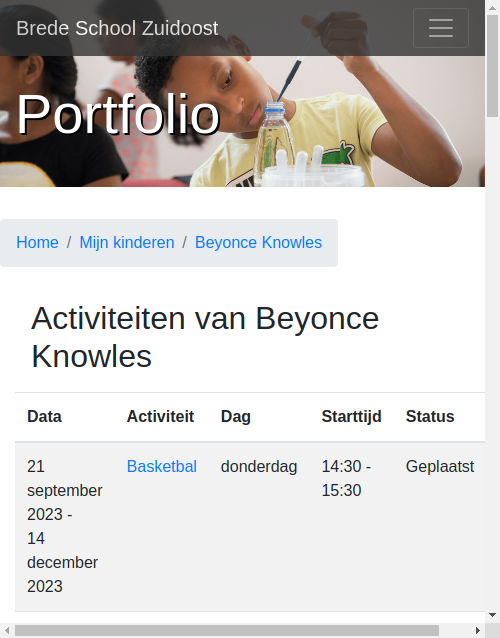 Brede School Zuidoost
Portfolio
Home / Mijn kinderen / Beyonce Knowles
Activiteiten van Beyonce
Knowles
Data Activiteit Dag Starttijd Status
21 Basketbal donderdag 14:30 - Geplaatst
september 15:30
2023 -
14
december
2023